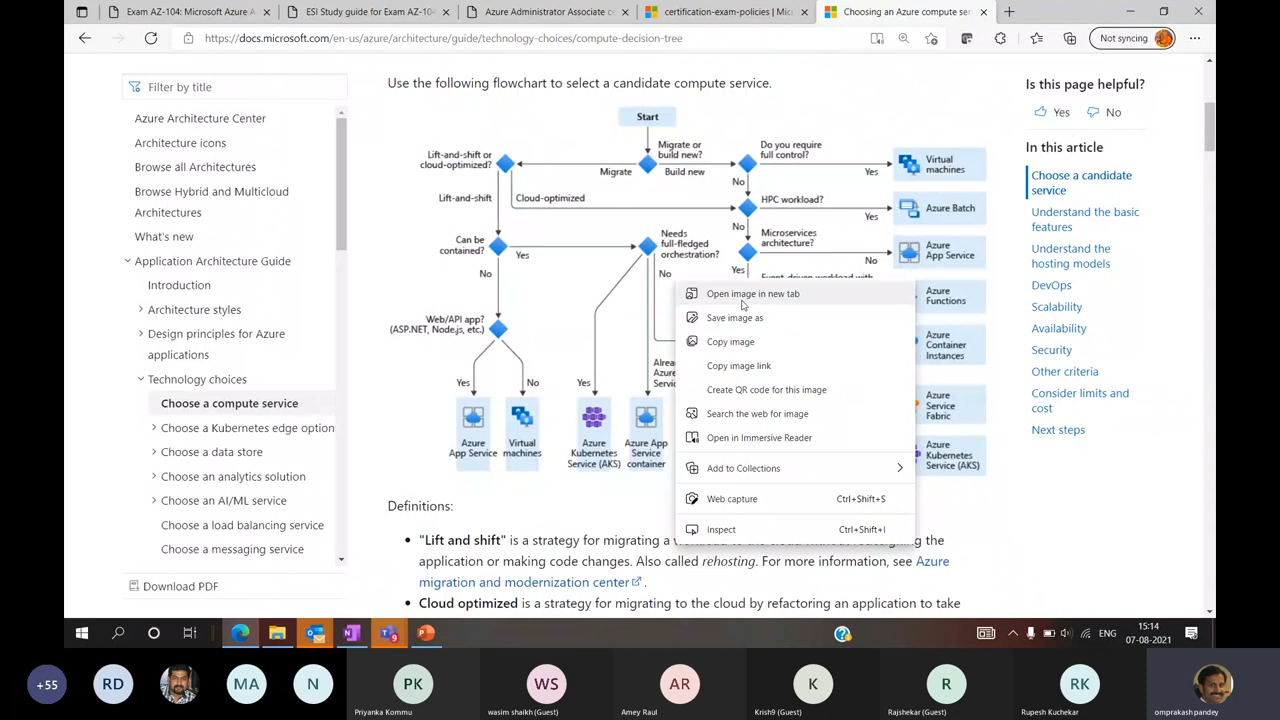 Exam AZ-104: Microsoft Azure A
ESI Study guide for Exam AZ-104
Azure Administrator Associate ce
certification-exam-policies | Micr
Choosing an Azure compute ser
https://docs.microsoft.com/en-us/azure/architecture/guide/technology-choices/compute-decision-tree
Not syncing
Filter by title
Azure Architecture Center
Architecture icons
Browse all Architectures
Browse Hybrid and Multicloud
Architectures
What's new
Application Architecture Guide
Introduction
Architecture styles
Design principles for Azure
applications
Technology choices
Choose a compute service
Choose a Kubernetes edge option
Choose a data store
Choose an analytics solution
Choose an AI/ML service
Choose a load balancing service
Choose a messaging service
Download PDF
Use the following flowchart to select a candidate compute service.
Start
Migrate or
build new?
Migrate
Build new
Lift-and-shift or
cloud-optimized?
Lift-and-shift
Cloud-optimized
Do you require
full control?
Yes
No
Virtual
machines
HPC workload?
Yes
No
Azure Batch
Microservices
architecture?
No
Yes
Azure
App Service
Can be
contained?
Yes
No
Needs
full-fledged
orchestration?
No
Event-driven workload with
Azure
Functions
Azure
Container
Instances
Azure
Service
Fabric
Azure
Kubernetes
Service (AKS)
Web/API app?
(ASP.NET, Node.js, etc.)
Yes
No
Yes
Azure
App Service
Virtual
machines
Azure
Kubernetes
Service (AKS)
Azure App
Service
container
Open image in new tab
Save image as
Copy image
Copy image link
Create QR code for this image
Search the web for image
Open in Immersive Reader
Add to Collections
Web capture Ctrl+Shift+S
Inspect Ctrl+Shift+I
Definitions:
"Lift and shift" is a strategy for migrating a
the
application or making code changes. Also called rehosting. For more information, see Azure
migration and modernization center .
Cloud optimized is a strategy for migrating to the cloud by refactoring an application to take
Is this page helpful?
Yes No
In this article
Choose a candidate
service
Understand the basic
features
Understand the
hosting models
DevOps
Scalability
Availability
Security
Other criteria
Consider limits and
cost
Next steps
ENG
15:14
07-08-2021
+55
RD
MA
N
PK
Priyanka Kommu
WS
wasim shaikh (Guest)
AR
Amey Raul
K
Krish9 (Guest)
R
Rajshekar (Guest)
RK
Rupesh Kuchekar
omprakash pandey